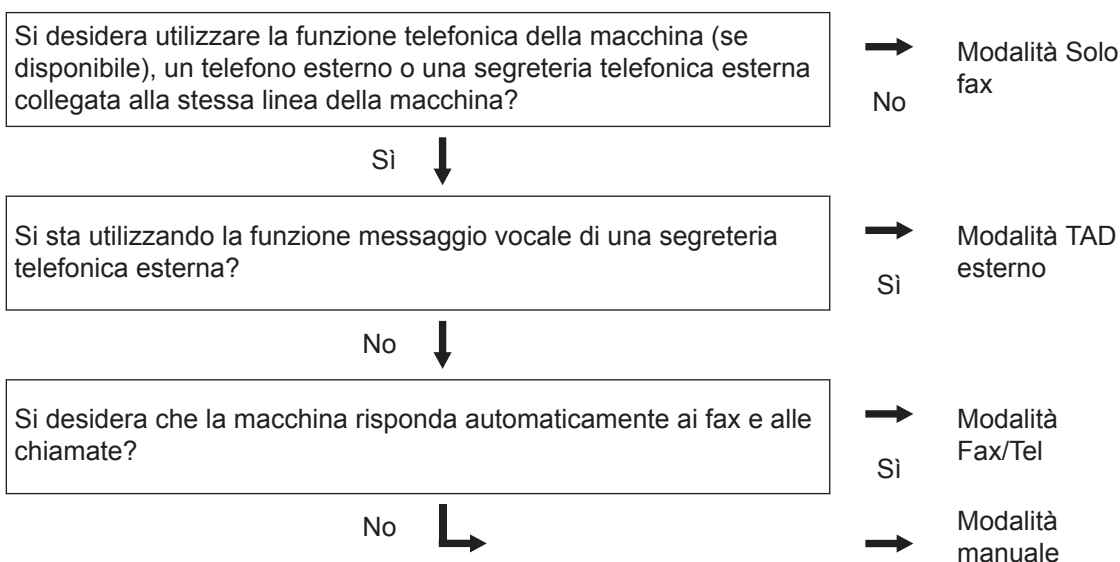 Si desidera utilizzare la funzione telefonica della macchina (se
disponibile), un telefono esterno o una segreteria telefonica esterna
collegata alla stessa linea della macchina?
Modalità Solo
fax
No
Sì
Si sta utilizzando la funzione messaggio vocale di una segreteria
telefonica esterna?
Modalità TAD
esterno
Sì
No
Si desidera che la macchina risponda automaticamente ai fax e alle
chiamate?
Modalità
Fax/Tel
Sì
No
Modalità
manuale